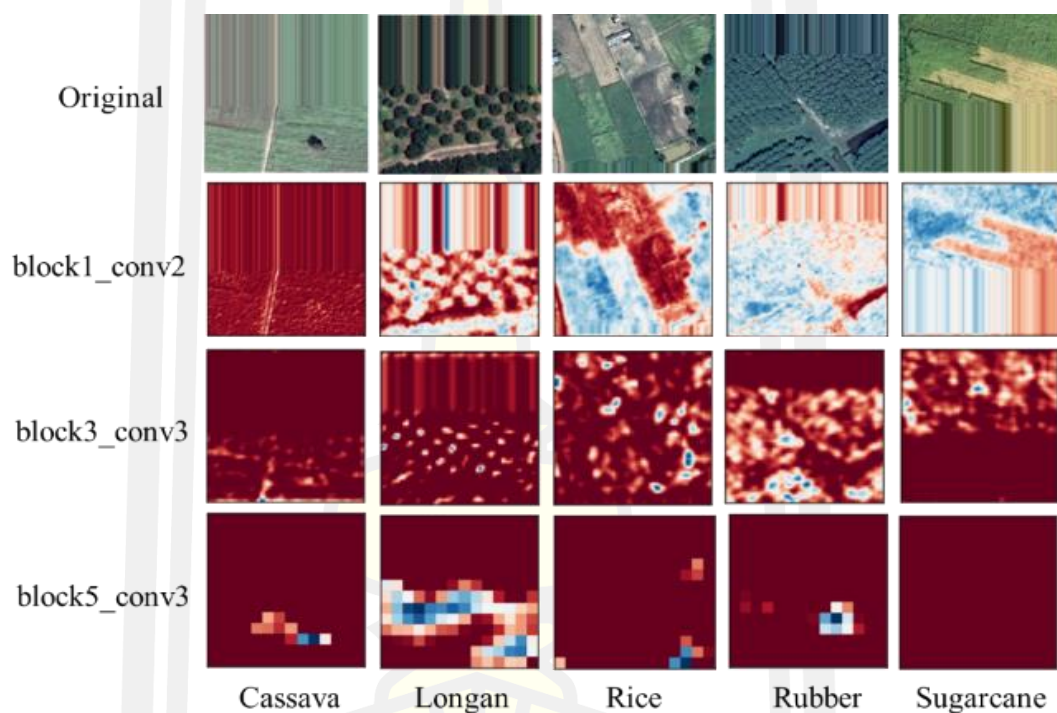 Original
block1_conv2
block3_conv3
block5_conv3
Cassava Longan Rice Rubber Sugarcane